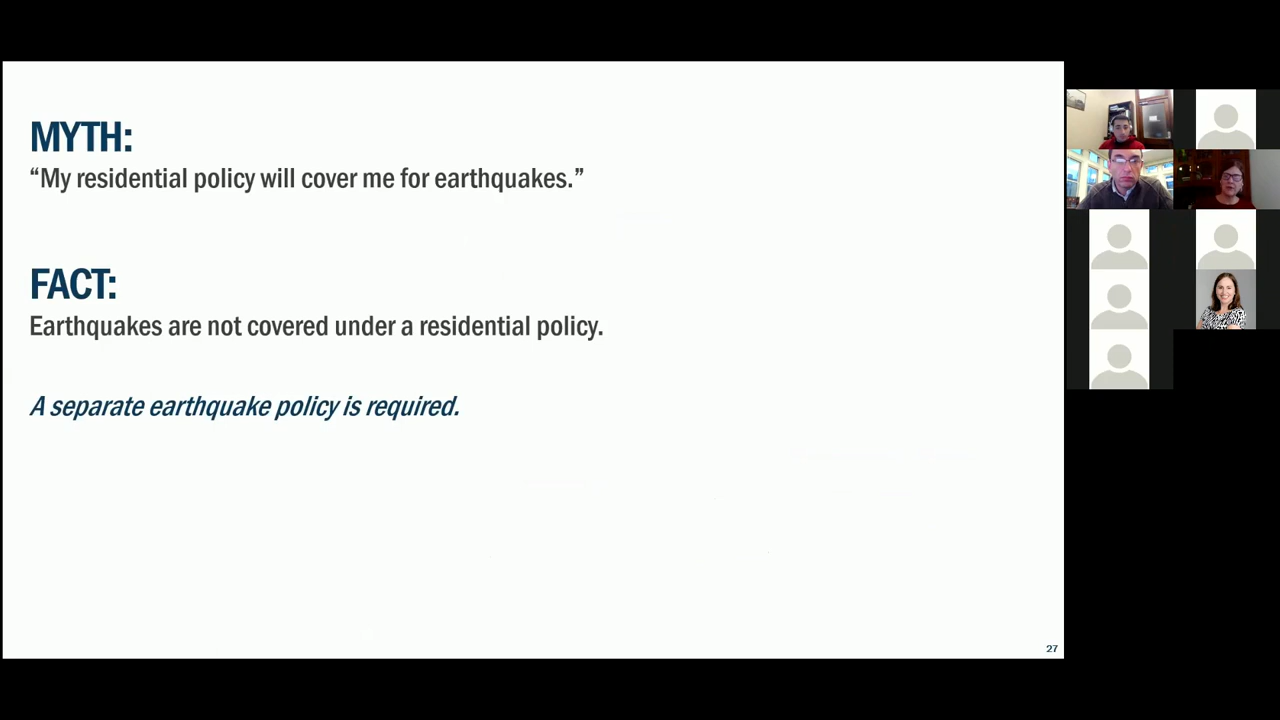 MYTH:
“My residential policy will cover me for earthquakes.”
FACT:
Earthquakes are not covered under a residential policy.
A separate earthquake policy is required.
27